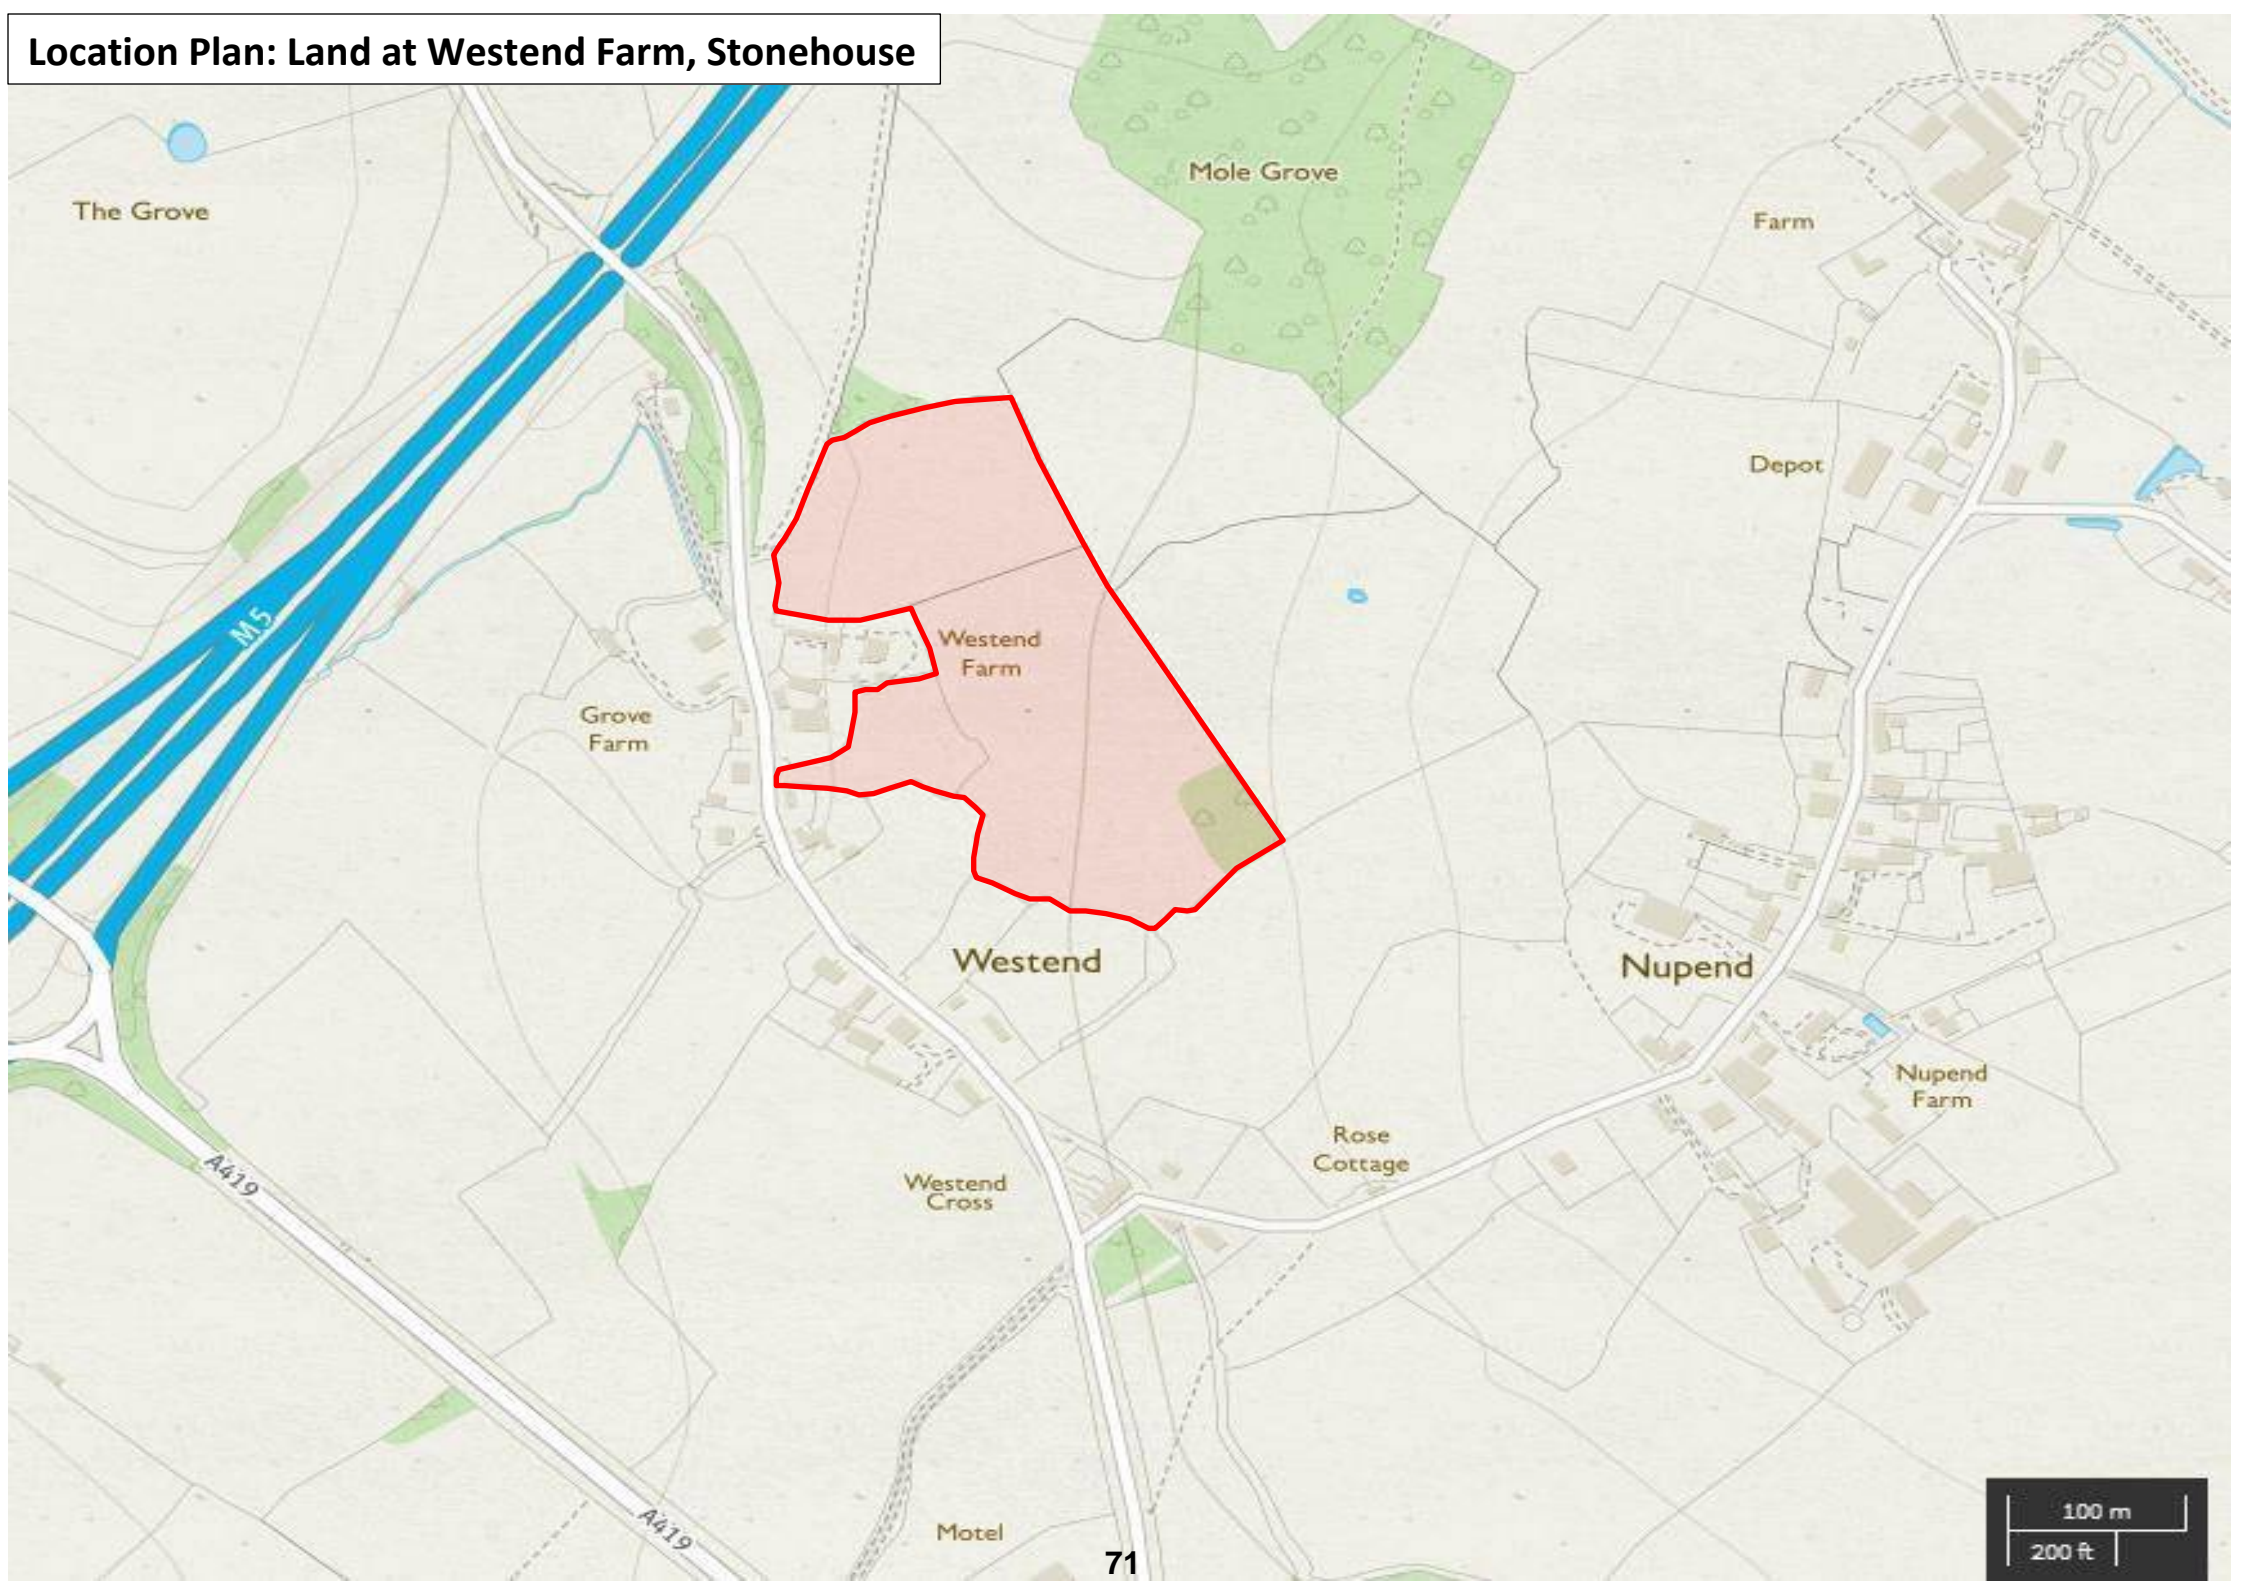 Location Plan: Land at Westend Farm, Stonehouse
Mole Grove
The Grove
Farm
Depot
M5
Westend
Farm
Grove
Farm
Westend
Nupend
Nupend
Farm
Rose
Cottage
A419
Westend
Cross
A419
Motel
100 m
200 ft
71